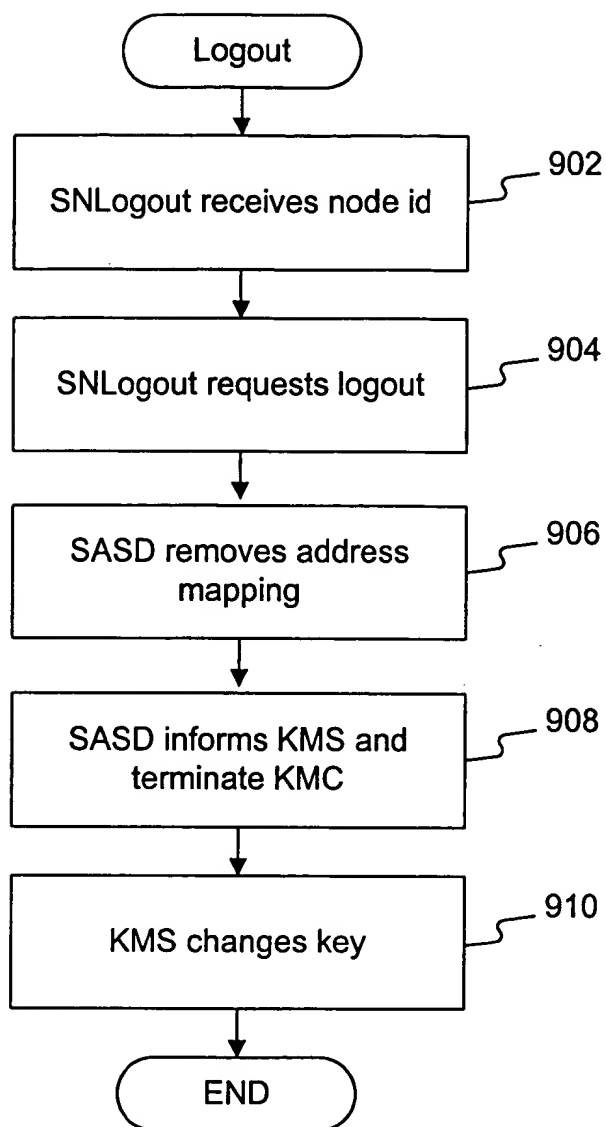 Logout
902
SNLogout receives node id
904
SNLogout requests logout
906
SASD removes address
mapping
908
SASD informs KMS and
terminate KMC
910
KMS changes key
END